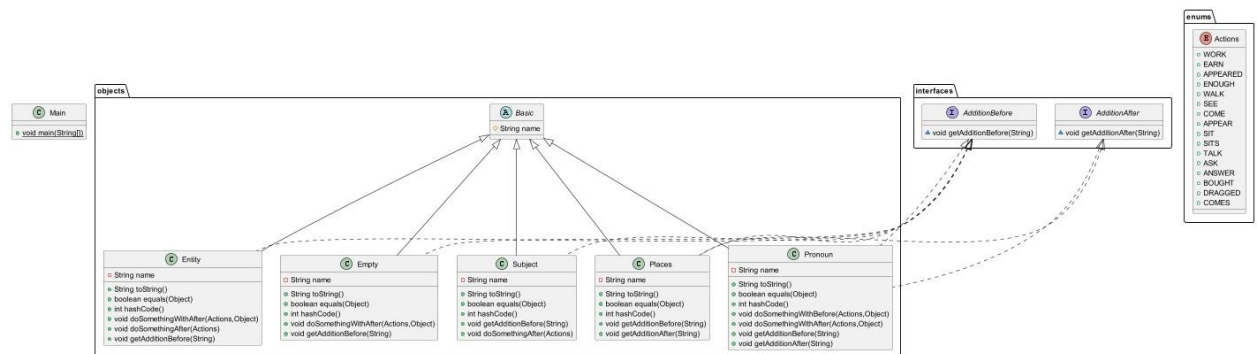 C Main
void main(String[])
objects
A Basic
String name
C Entity
String name
String toString()
boolean equals(Object)
int hashCode()
void doSomethingWithAfter(Actions,Object)
void doSomethingAfter(Actions)
void getAdditionBefore(String)
C Empty
String name
String toString()
boolean equals(Object)
int hashCode()
void doSomethingWithAfter(Actions,Object)
void getAdditionBefore(String)
C Subject
String name
String toString()
boolean equals(Object)
int hashCode()
void getAdditionBefore(String)
void doSomethingAfter(Actions)
C Places
String name
String toString()
boolean equals(Object)
int hashCode()
void getAdditionBefore(String)
void getAdditionAfter(String)
C Pronoun
String name
String toString()
boolean equals(Object)
int hashCode()
void doSomethingWithBefore(Actions,Object)
void doSomethingWithAfter(Actions,Object)
void getAdditionBefore(String)
void getAdditionAfter(String)
interfaces
I AdditionBefore
void getAdditionBefore(String)
I AdditionAfter
void getAdditionAfter(String)
enums
E Actions
WORK
EARN
APPEARED
ENOUGH
WALK
SEE
COME
APPEAR
SIT
SITS
TALK
ASK
ANSWER
BOUGHT
DRAGGED
COMES